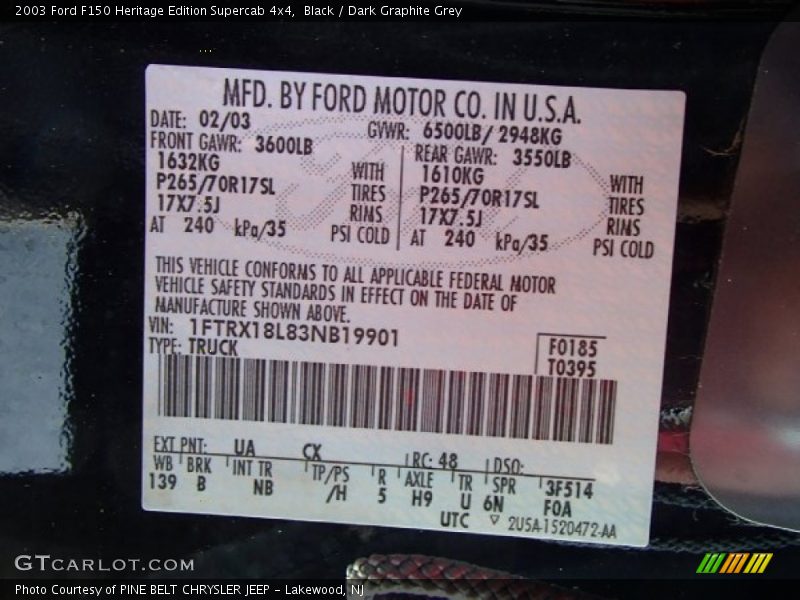 2003 Ford F150 Heritage Edition Supercab 4x4,  Black / Dark Graphite Grey
MFD. BY FORD MOTOR CO. IN U.S.A.
DATE: 02/03 GVWR: 6500LB/ 2948KG
FRONT GAWR: 3600LB REAR GAWR: 3550LB
1632KG WITH 1610KG WITH
P265/70R17SL TIRES P265/70R17SL TIRES
17X7.5J RIMS 17X7.5J RIMS
AT 240 kPa/35 PSI COLD AT 240 kPa/35 PSI COLD
THIS VEHICLE CONFORMS TO ALL APPLICABLE FEDERAL MOTOR
VEHICLE SAFETY STANDARDS IN EFFECT ON THE DATE OF
MANUFACTURE SHOWN ABOVE.
VIN: 1FTRX18L83NB19901
TYPE: TRUCK
F0185
T0395
EXT PNT: UA CX RC: 48 DSO:
WB BRK INT TR TP/PS R AXLE TR SPR 3F514
139 B NB /H 5 H9 U 6N F0A
UTC ▽ 2U5A-1520472-AA
GTCARLOT.COM
Photo Courtesy of PINE BELT CHRYSLER JEEP - Lakewood, NJ